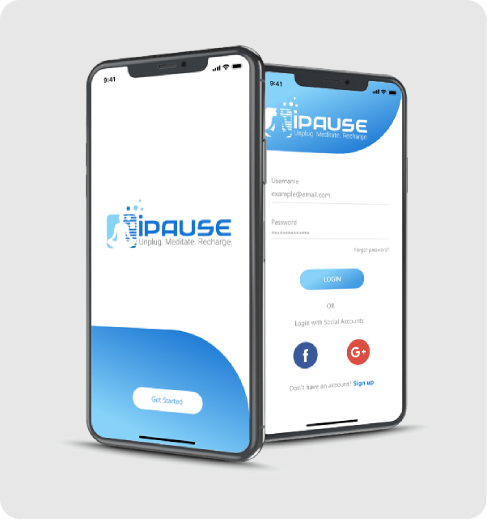 9:41
iPAUSE
Unplug. Meditate. Recharge.
Get Started
9:41
iPAUSE
Unplug. Meditate. Recharge.
Username
example@email.com
Password
Forgot password?
LOGIN
OR
Login with Social Accounts
f
G+
Don't have an account? Sign up